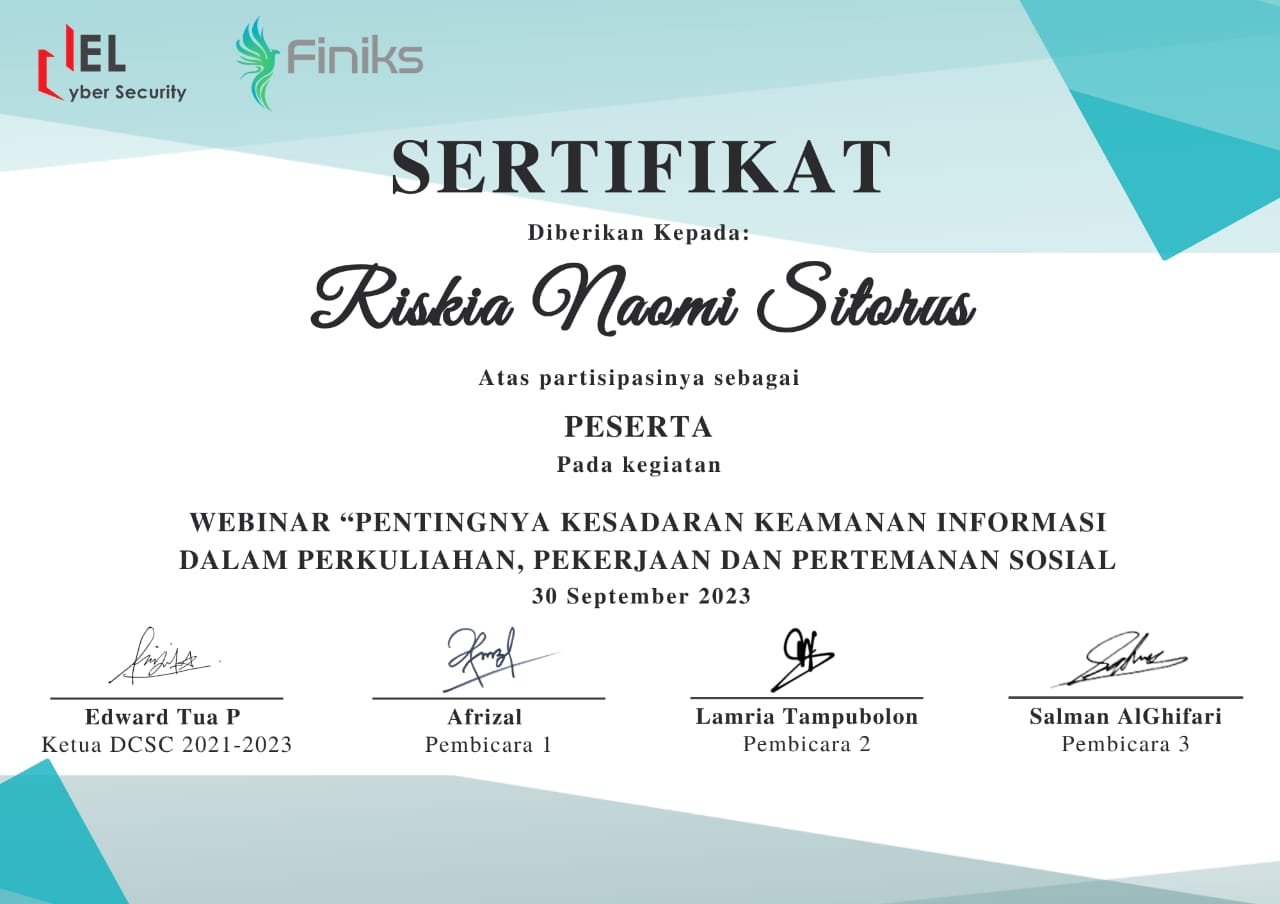 IEL
yber Security
Finiks
SERTIFIKAT
Diberikan Kepada:
Riskia Naomi Sitorus
Atas partisipasinya sebagai
PESERTA
Pada kegiatan
WEBINAR “PENTINGNYA KESADARAN KEAMANAN INFORMASI
DALAM PERKULIAHAN, PEKERJAAN DAN PERTEMANAN SOSIAL
30 September 2023
Edward Tua P
Ketua DCSC 2021-2023
Afrizal
Pembicara 1
Lamria Tampubolon
Pembicara 2
Salman AlGhifari
Pembicara 3